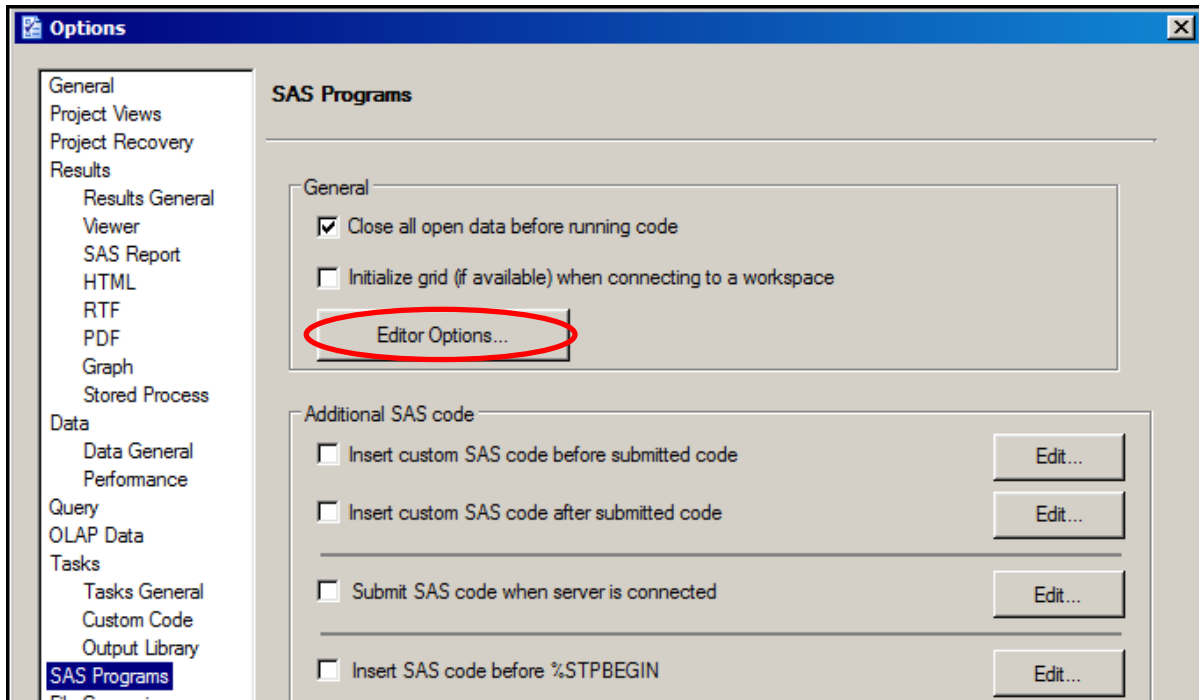 Options
General
Project Views
Project Recovery
Results
Results General
Viewer
SAS Report
HTML
RTF
PDF
Graph
Stored Process
Data
Data General
Performance
Query
OLAP Data
Tasks
Tasks General
Custom Code
Output Library
SAS Programs
SAS Programs
General
Close all open data before running code
Initialize grid (if available) when connecting to a workspace
Editor Options...
Additional SAS code
Insert custom SAS code before submitted code Edit...
Insert custom SAS code after submitted code Edit...
Submit SAS code when server is connected Edit...
Insert SAS code before %STPBEGIN Edit...